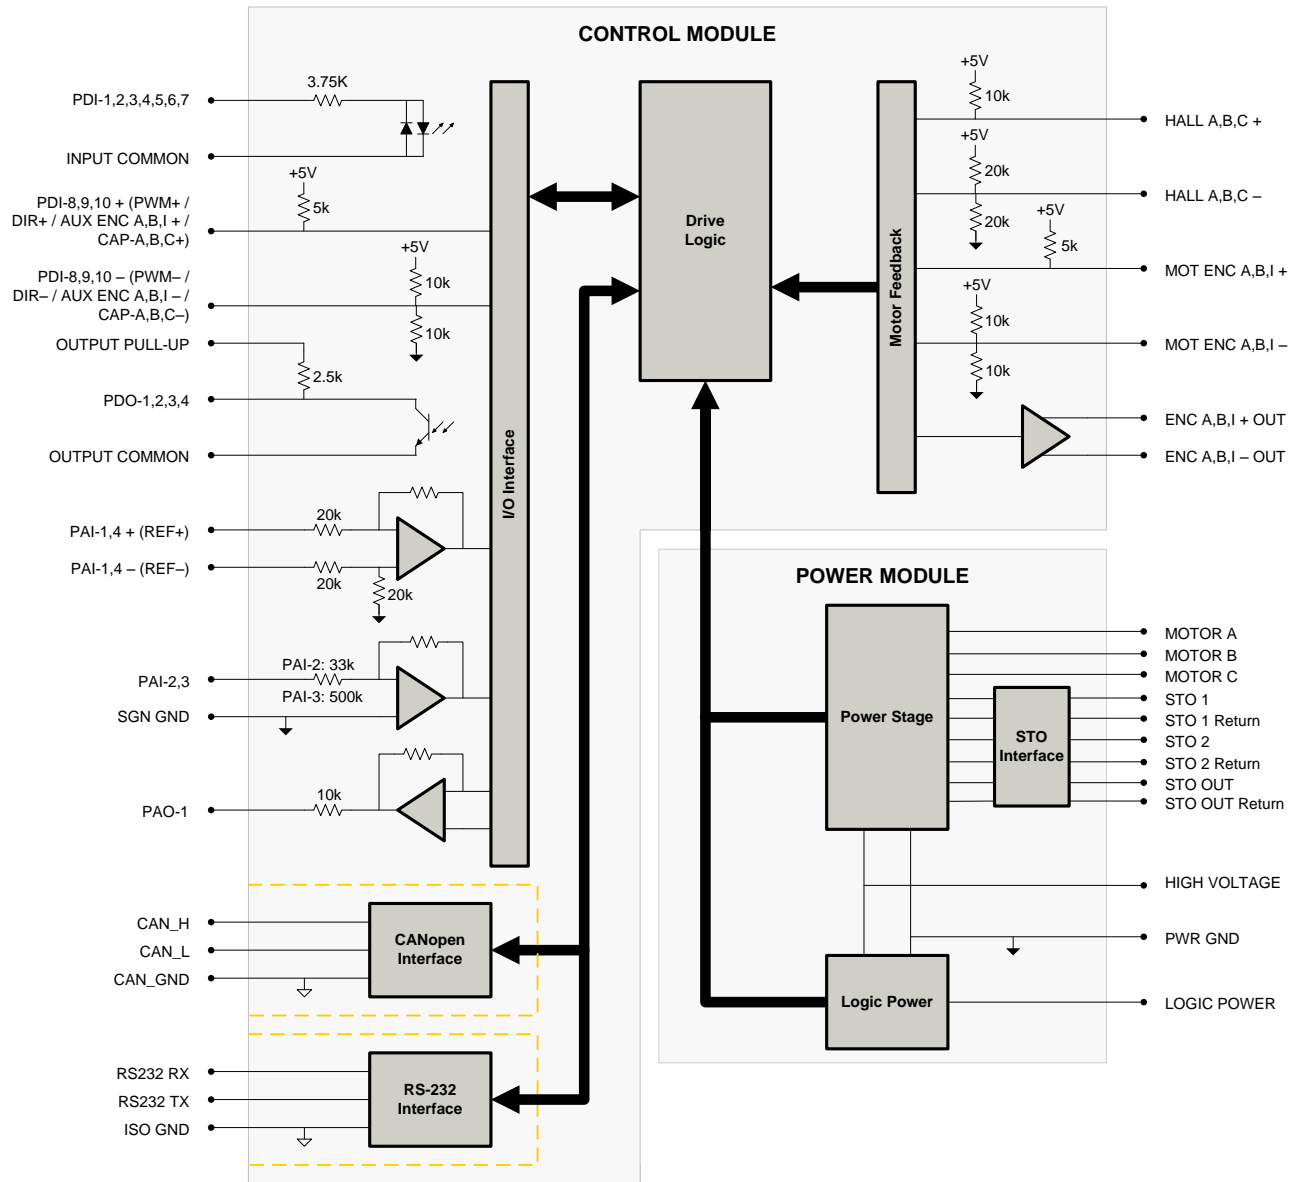 CONTROL MODULE
PDI-1,2,3,4,5,6,7
3.75K
INPUT COMMON
+5V
5k
PDI-8,9,10 + (PWM+ /
DIR+ / AUX ENC A,B,I + /
CAP-A,B,C+)
+5V
10k
10k
PDI-8,9,10 – (PWM– /
DIR– / AUX ENC A,B,I – /
CAP-A,B,C–)
OUTPUT PULL-UP
2.5k
PDO-1,2,3,4
OUTPUT COMMON
PAI-1,4 + (REF+)
20k
PAI-1,4 – (REF–)
20k
20k
PAI-2,3
PAI-2: 33k
PAI-3: 500k
SGN GND
PAO-1
10k
I/O Interface
CAN_H
CAN_L
CAN_GND
CANopen
Interface
RS232 RX
RS232 TX
ISO GND
RS-232
Interface
Drive
Logic
Motor Feedback
+5V
10k
HALL A,B,C +
+5V
20k
20k
HALL A,B,C –
+5V
5k
MOT ENC A,B,I +
+5V
10k
10k
MOT ENC A,B,I –
ENC A,B,I + OUT
ENC A,B,I – OUT
POWER MODULE
Power Stage
MOTOR A
MOTOR B
MOTOR C
STO
Interface
STO 1
STO 1 Return
STO 2
STO 2 Return
STO OUT
STO OUT Return
HIGH VOLTAGE
PWR GND
Logic Power
LOGIC POWER